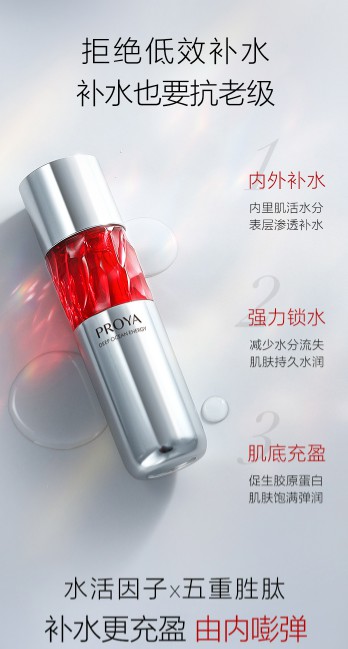 拒绝低效补水
补水也要抗老级
1
内外补水
内里肌活水分
表层渗透补水
2
强力锁水
减少水分流失
肌肤持久水润
3
肌底充盈
促生胶原蛋白
肌肤饱满弹润
PROYA
DEEP OCEAN ENERGY
水活因子×五重胜肽
补水更充盈 由内嘭弹